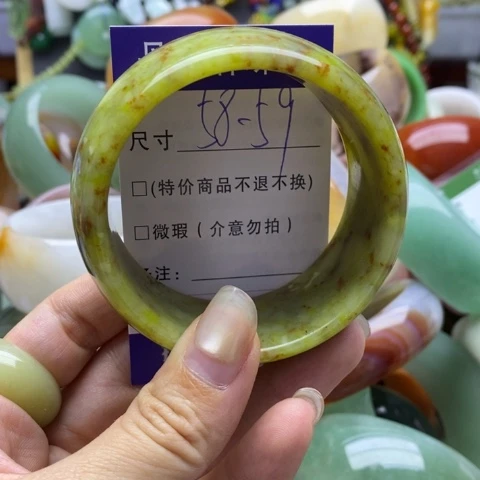 尺寸 58-59
□(特价商品不退不换)
□微瑕(介意勿拍)
注: